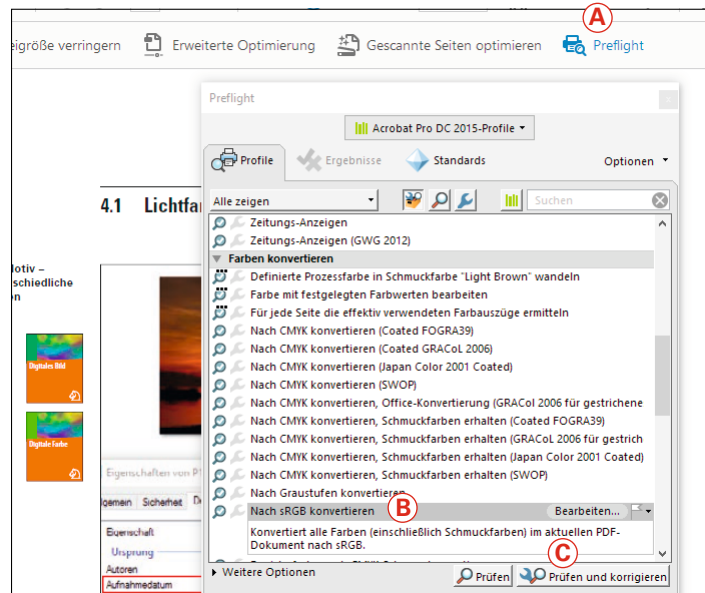 A
eigröße verringern Erweiterte Optimierung Gescannte Seiten optimieren Preflight
Preflight
Acrobat Pro DC 2015-Profile
Profile Ergebnisse Standards Optionen
4.1 Lichtfa
Alle zeigen Suchen
Zeitungs-Anzeigen
Zeitungs-Anzeigen (GWG 2012)
Farben konvertieren
otiv –
schiedliche
n
Definierte Prozessfarbe in Schmuckfarbe "Light Brown" wandeln
Farbe mit festgelegten Farbwerten bearbeiten
Für jede Seite die effektiv verwendeten Farbauszüge ermitteln
Nach CMYK konvertieren (Coated FOGRA39)
Nach CMYK konvertieren (Coated GRACoL 2006)
Digitales Bild
Nach CMYK konvertieren (Japan Color 2001 Coated)
Nach CMYK konvertieren (SWOP)
Nach CMYK konvertieren, Office-Konvertierung (GRACol 2006 für gestrichene
Nach CMYK konvertieren, Schmuckfarben erhalten (Coated FOGRA39)
Digitale Farbe
Nach CMYK konvertieren, Schmuckfarben erhalten (GRACoL 2006 für gestrich
Nach CMYK konvertieren, Schmuckfarben erhalten (Japan Color 2001 Coated)
Nach CMYK konvertieren, Schmuckfarben erhalten (SWOP)
Eigenschaften von P1
Nach Graustufen konvertieren
lgemein Sicherheit De
Nach sRGB konvertieren B Bearbeiten...
Konvertiert alle Farben (einschließlich Schmuckfarben) im aktuellen PDF-
Dokument nach sRGB.
Eigenschaft
Ursprung
C
Autoren
Weitere Optionen Prüfen Prüfen und korrigieren
Aufnahmedatum